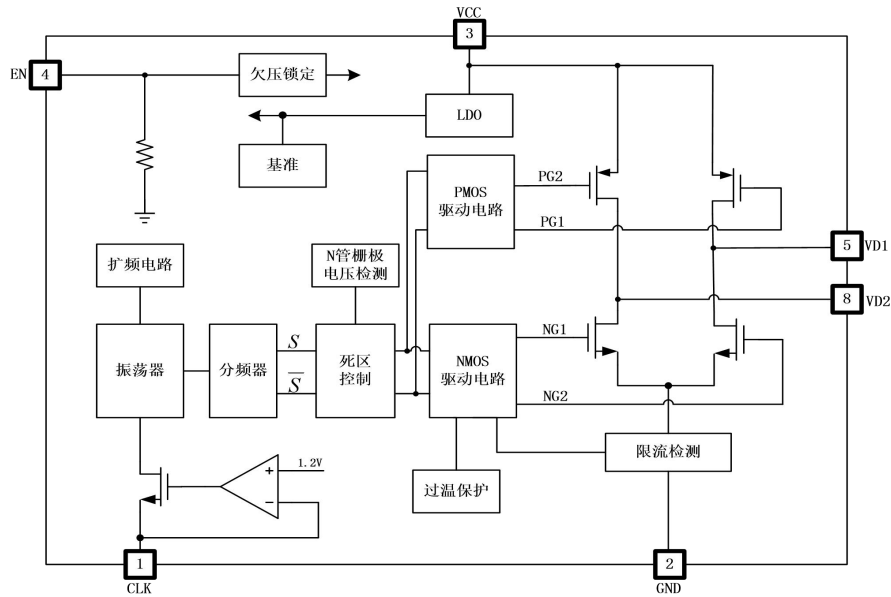 VCC
3
EN
4
欠压锁定
LDO
基准
PMOS
驱动电路
PG2
PG1
5
VD1
8
VD2
扩频电路
N管栅极
电压检测
振荡器
分频器
S
S̅
死区
控制
NMOS
驱动电路
NG1
NG2
限流检测
过温保护
1.2V
+
−
1
CLK
2
GND